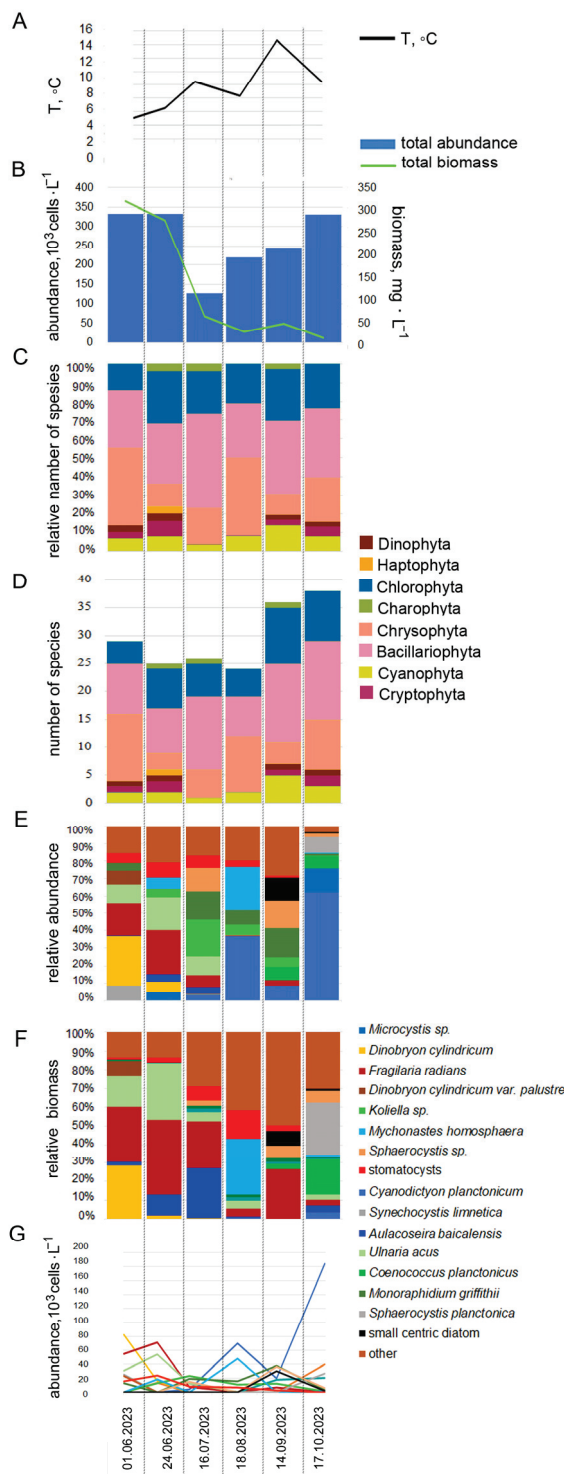 A
T, °C
16
14
12
10
8
6
4
2
0
T, °C
total abundance
total biomass
B
abundance,10³cells·L⁻¹
400
350
300
250
200
150
100
50
0
350
300
250
200
150
100
50
0
biomass, mg · L⁻¹
C
relative namber of spesies
100%
90%
80%
70%
60%
50%
40%
30%
20%
10%
0%
Dinophyta
Haptophyta
Chlorophyta
Charophyta
Chrysophyta
Bacillariophyta
Cyanophyta
Cryptophyta
D
number of species
40
35
30
25
20
15
10
5
0
E
relative abundance
100%
90%
80%
70%
60%
50%
40%
30%
20%
10%
0%
F
relative biomass
100%
90%
80%
70%
60%
50%
40%
30%
20%
10%
0%
Microcystis sp.
Dinobryon cylindricum
Fragilaria radians
Dinobryon cylindricum var. palustre
Koliella sp.
Mychonastes homosphaera
Sphaerocystis sp.
stomatocysts
Cyanodictyon planctonicum
Synechocystis limnetica
Aulacoseira baicalensis
Ulnaria acus
Coenococcus planctonicus
Monoraphidium griffithii
Sphaerocystis planctonica
small centric diatom
other
G
abundance,10³cells·L⁻¹
200
180
160
140
120
100
80
60
40
20
0
01.06.2023
24.06.2023
16.07.2023
18.08.2023
14.09.2023
17.10.2023